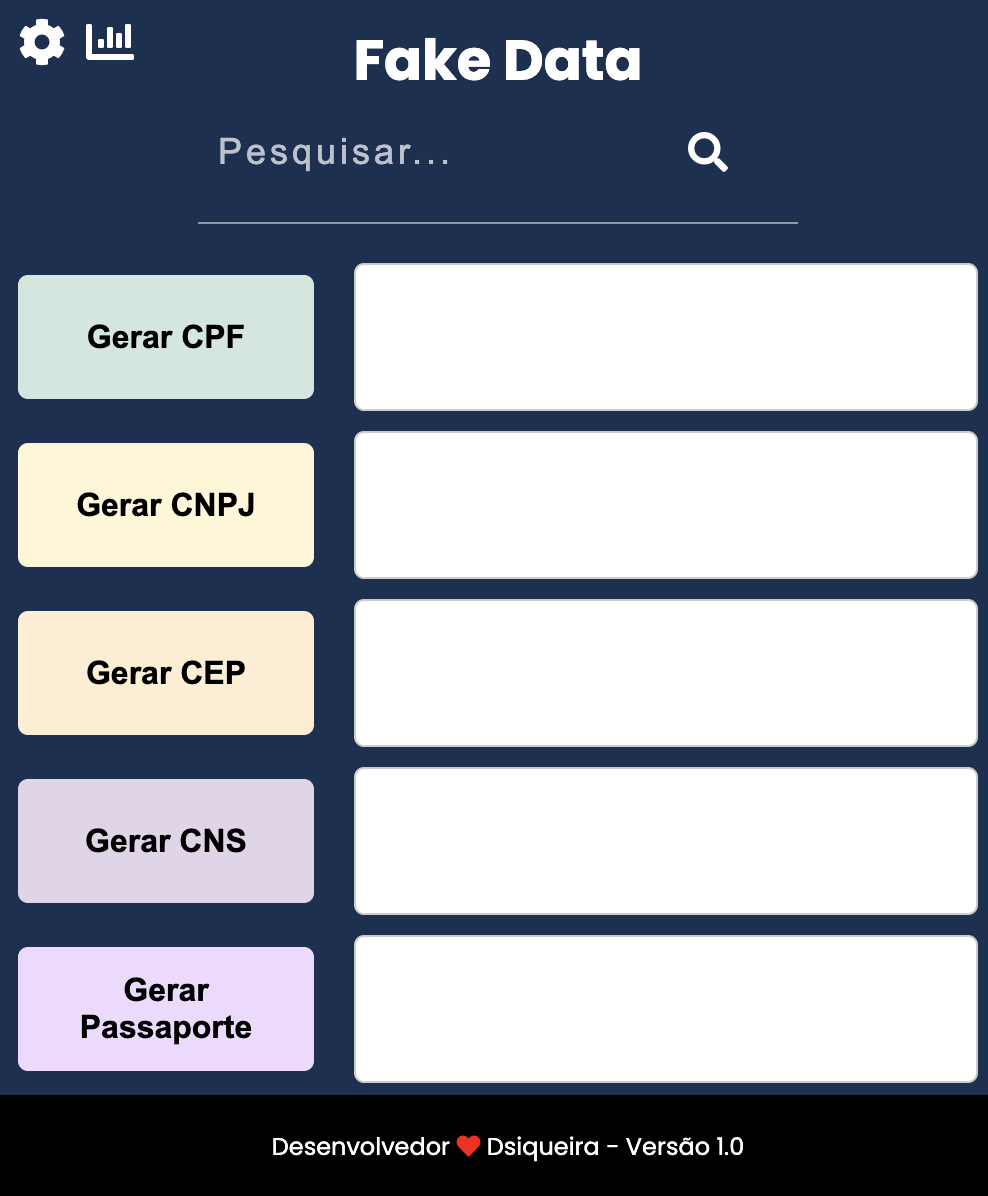 Fake Data
Pesquisar...
Gerar CPF
Gerar CNPJ
Gerar CEP
Gerar CNS
Gerar
Passaporte
Desenvolvedor ❤ Dsiqueira - Versão 1.0